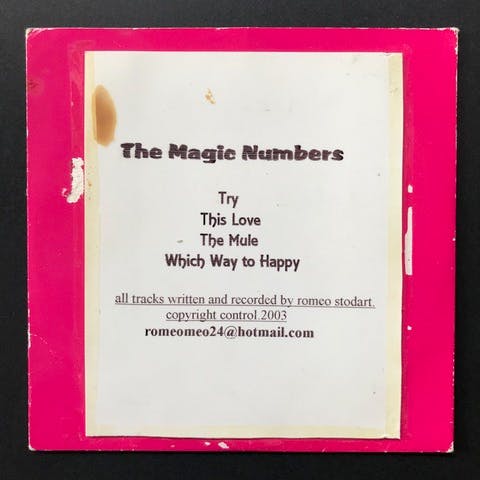 The Magic Numbers
Try
This Love
The Mule
Which Way to Happy
all tracks written and recorded by romeo stodart.
copyright control.2003
romeomeo24@hotmail.com